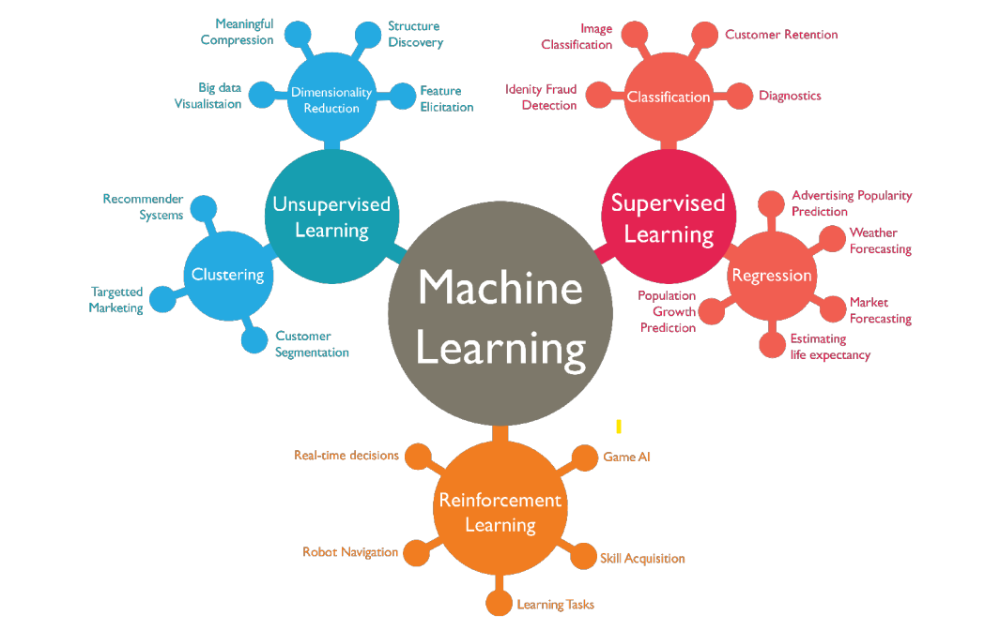 Meaningful
Compression
Structure
Discovery
Big data
Visualistaion
Dimensionality
Reduction
Feature
Elicitation
Image
Classification
Customer Retention
Idenity Fraud
Detection
Classification
Diagnostics
Unsupervised
Learning
Supervised
Learning
Recommender
Systems
Clustering
Targetted
Marketing
Customer
Segmentation
Advertising Popularity
Prediction
Weather
Forecasting
Regression
Population
Growth
Prediction
Market
Forecasting
Estimating
life expectancy
Machine
Learning
Real-time decisions
Game AI
Reinforcement
Learning
Robot Navigation
Skill Acquisition
Learning Tasks